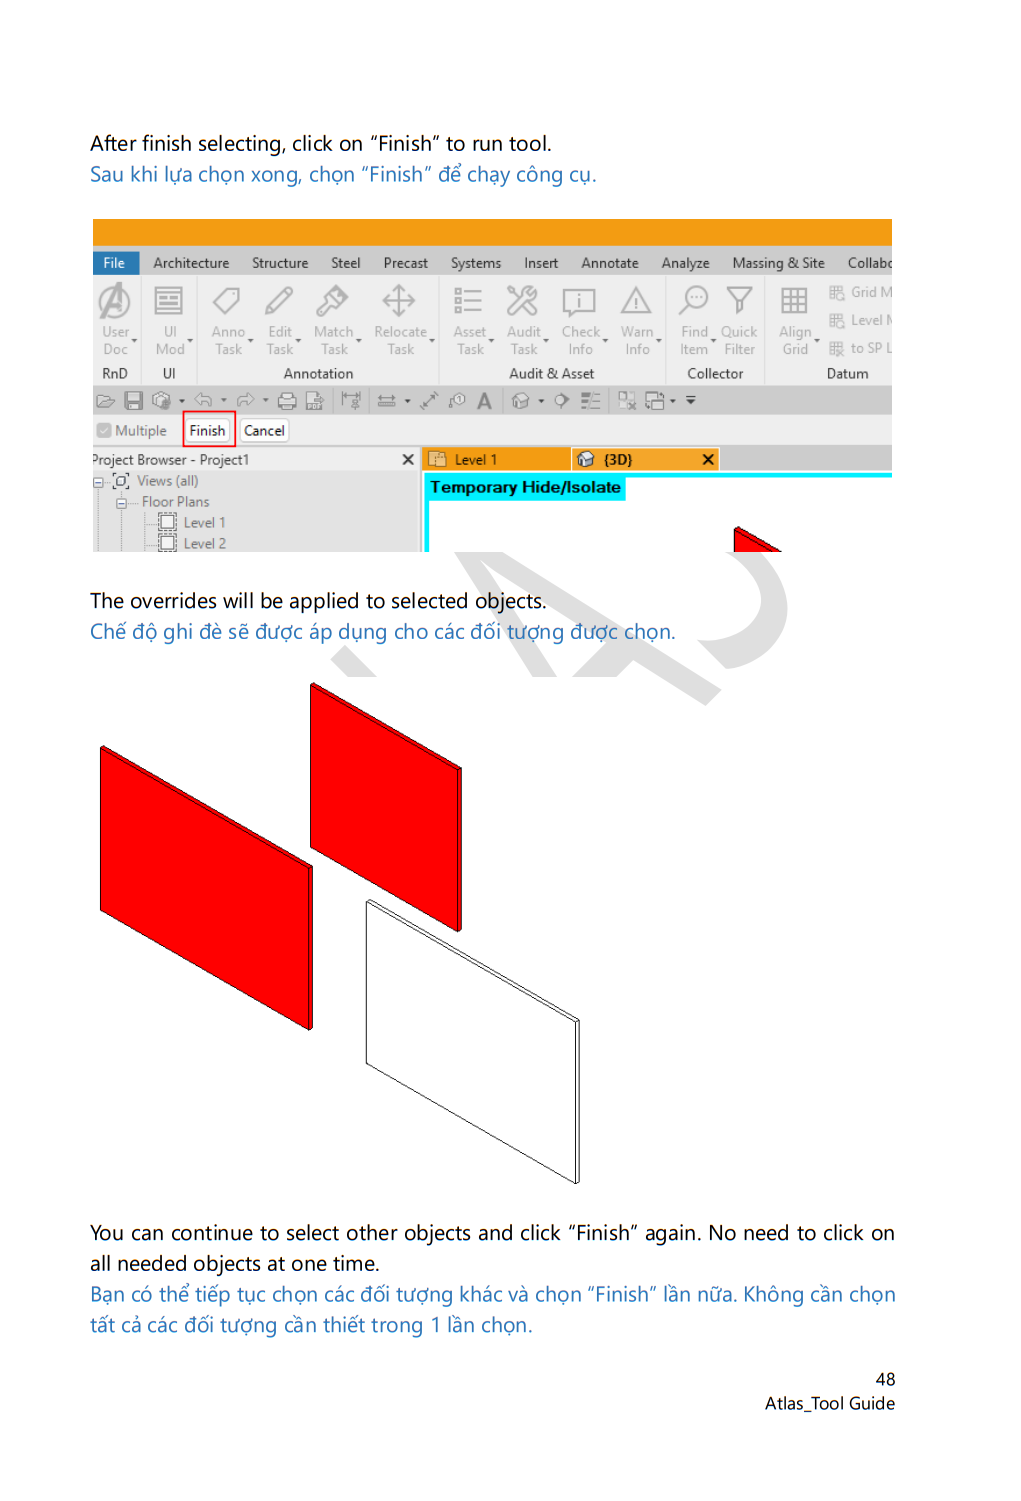 After finish selecting, click on “Finish” to run tool.
Sau khi lựa chọn xong, chọn “Finish” để chạy công cụ.
File Architecture Structure Steel Precast Systems Insert Annotate Analyze Massing & Site Collabo
User Doc UI Mod Anno Task Edit Task Match Task Relocate Task Asset Task Audit Task Check Info Warn Info Find Item Quick Filter Align Grid
Grid M
Level M
to SP L
RnD UI Annotation Audit & Asset Collector Datum
Multiple Finish Cancel
Project Browser - Project1 Level 1 {3D}
Views (all)
Temporary Hide/Isolate
Floor Plans
Level 1
Level 2
The overrides will be applied to selected objects.
Chế độ ghi đè sẽ được áp dụng cho các đối tượng được chọn.
You can continue to select other objects and click “Finish” again. No need to click on
all needed objects at one time.
Bạn có thể tiếp tục chọn các đối tượng khác và chọn “Finish” lần nữa. Không cần chọn
tất cả các đối tượng cần thiết trong 1 lần chọn.
48
Atlas_Tool Guide